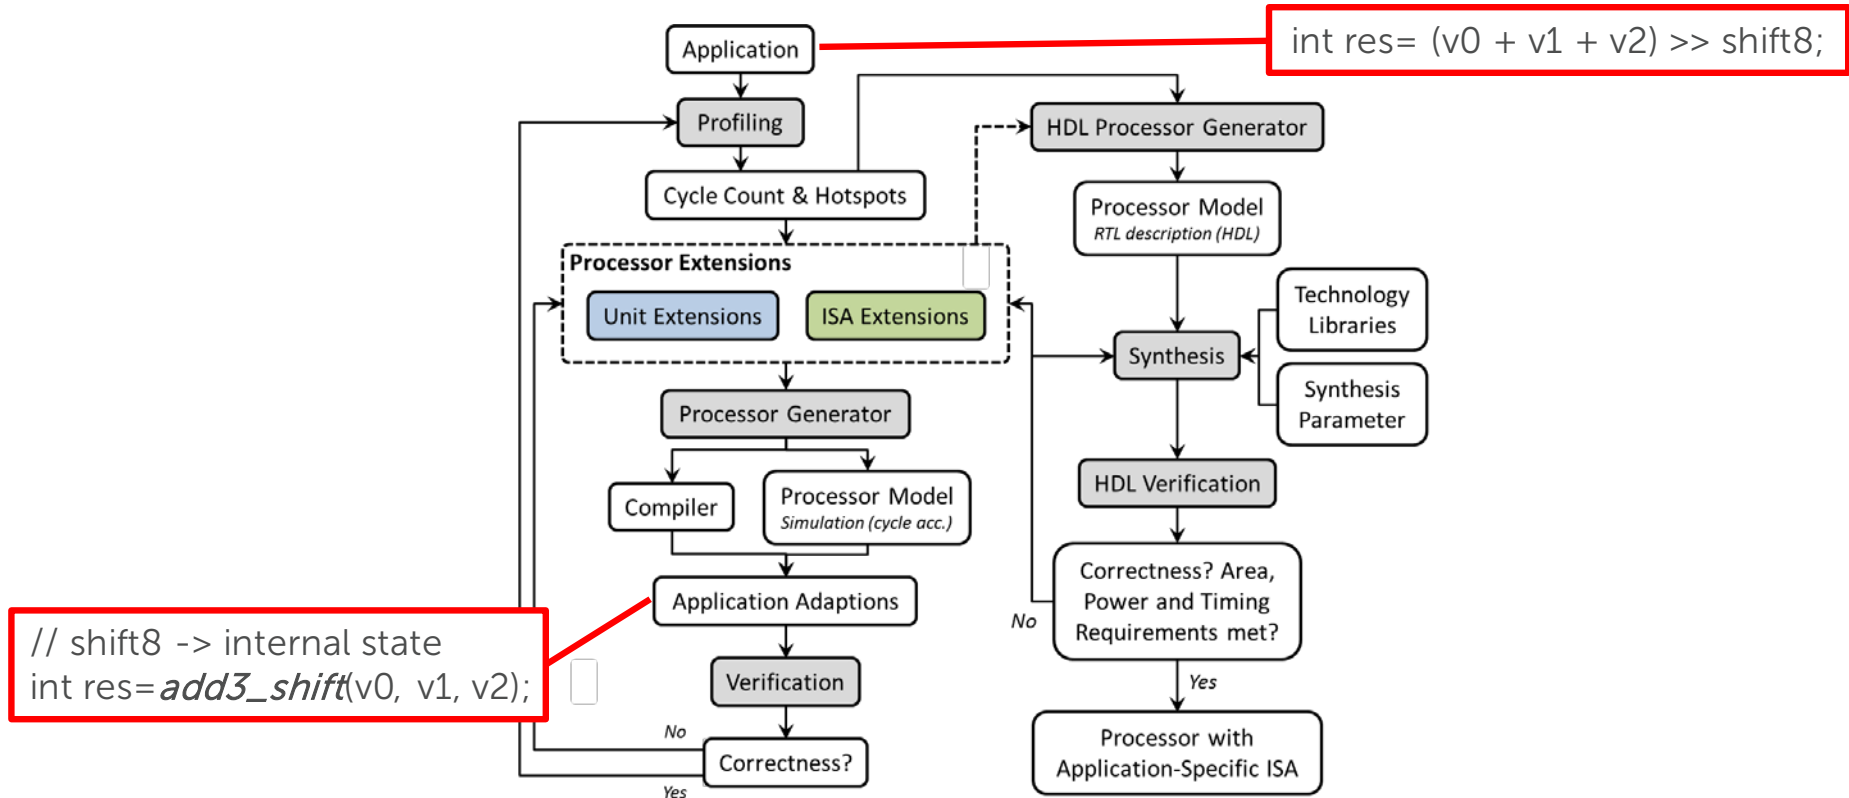 Application
int res= (v0 + v1 + v2) >> shift8;
Profiling
HDL Processor Generator
Cycle Count & Hotspots
Processor Model
RTL description (HDL)
Processor Extensions
Unit Extensions
ISA Extensions
Technology
Libraries
Synthesis
Synthesis
Parameter
Processor Generator
HDL Verification
Compiler
Processor Model
Simulation (cycle acc.)
Application Adaptions
Correctness? Area,
Power and Timing
Requirements met?
No
// shift8 -> internal state
int res=add3_shift(v0, v1, v2);
Verification
Yes
No
Correctness?
Yes
Processor with
Application-Specific ISA